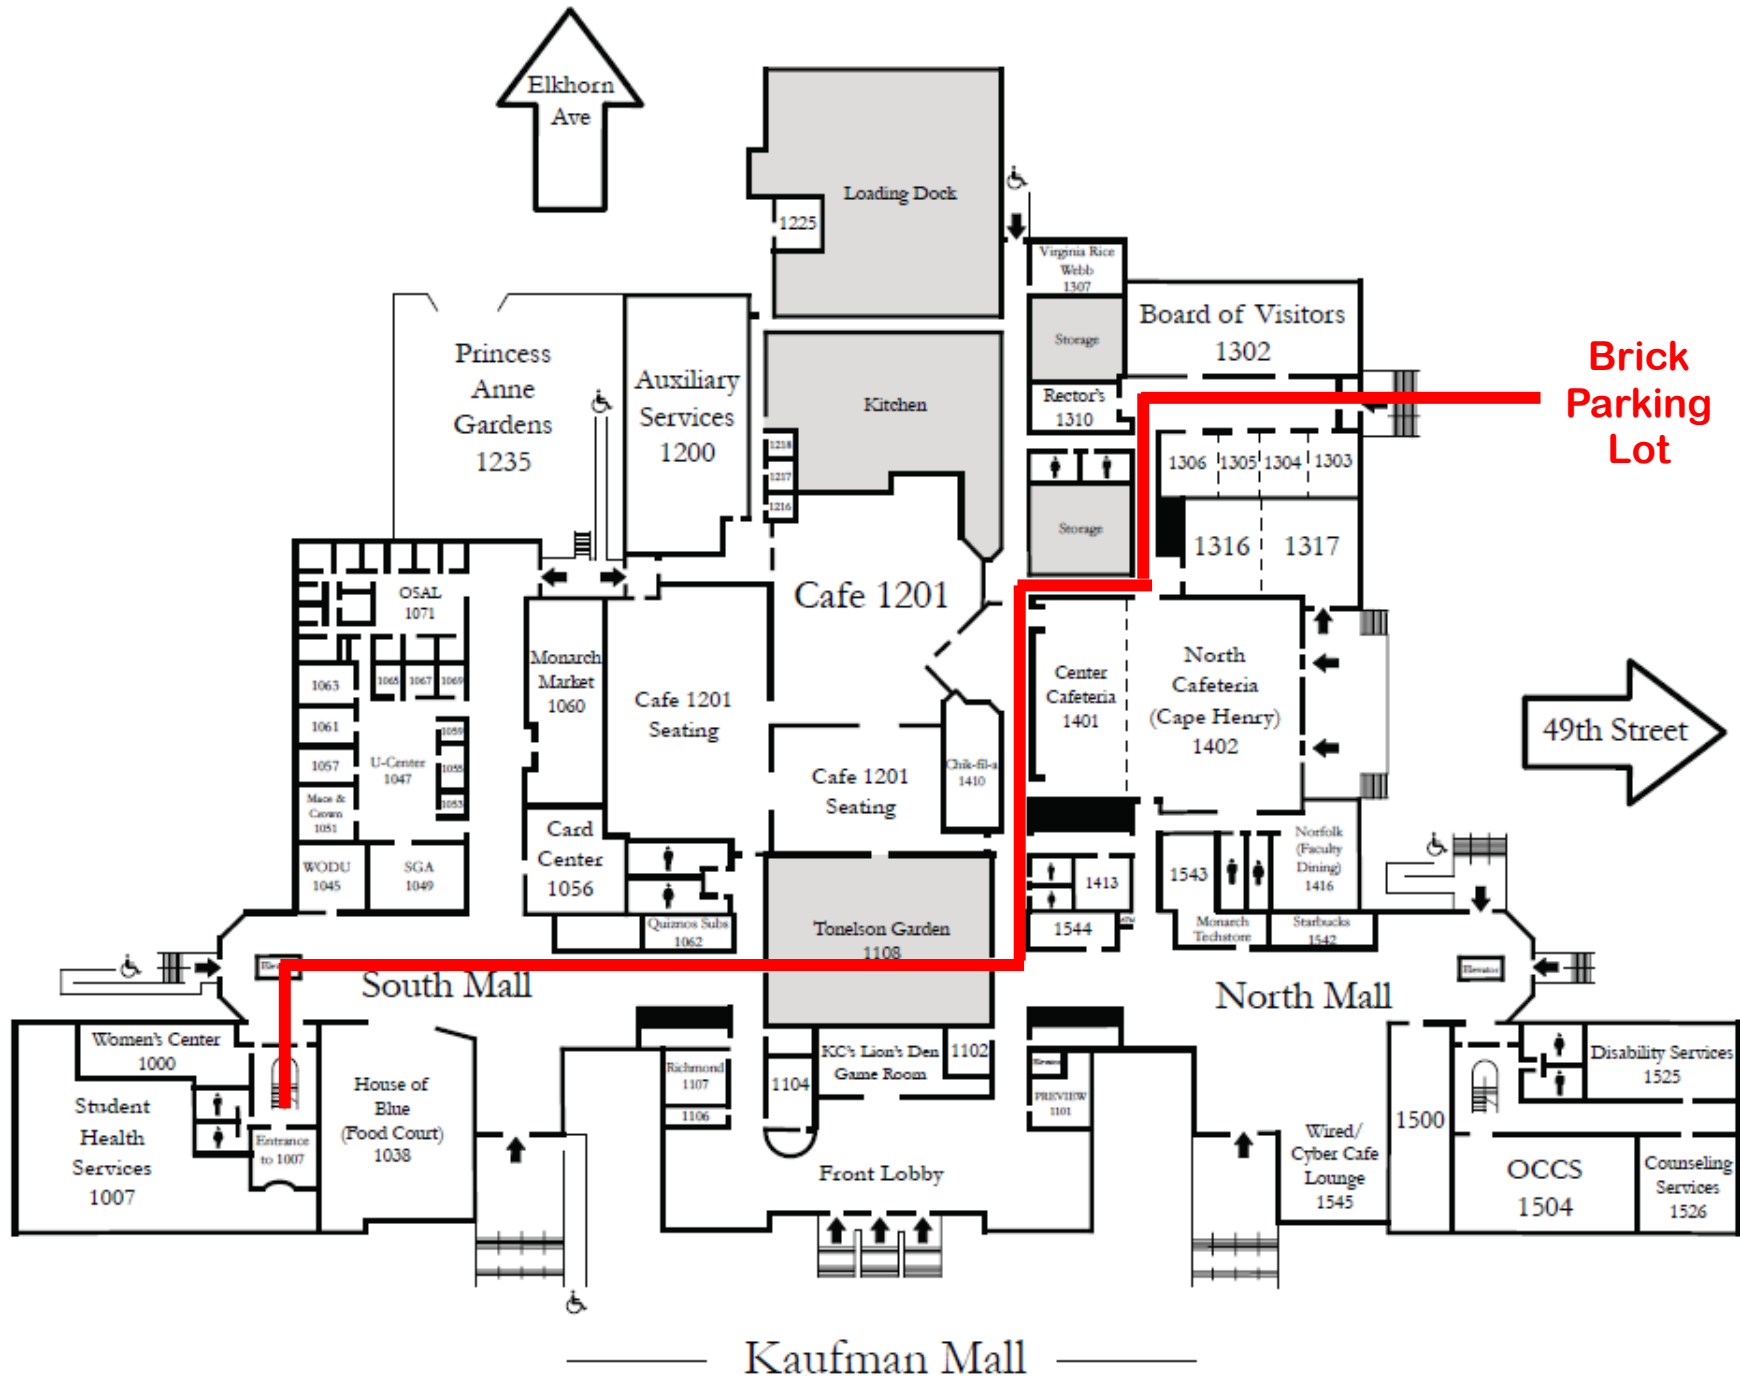 Elkhorn
Ave
Loading Dock
1225
Virginia Rice
Webb
1307
Storage
Board of Visitors
1302
Brick
Parking
Lot
Princess
Anne
Gardens
1235
Auxiliary
Services
1200
Kitchen
Rector's
1310
1218
1217
1216
1306
1305
1304
1303
Storage
1316
1317
Cafe 1201
OSAL
1071
Monarch
Market
1060
Cafe 1201
Seating
1063
1065
1067
1069
1061
1059
1057
U-Center
1047
1055
1053
Mace &
Crown
1051
Center
Cafeteria
1401
North
Cafeteria
(Cape Henry)
1402
49th Street
Cafe 1201
Seating
Chik-fil-a
1410
Card
Center
1056
WODU
1045
SGA
1049
Norfolk
(Faculty
Dining)
1416
1413
1543
Quiznos Subs
1062
Tonelson Garden
1108
1544
Monarch
Techstore
Starbucks
1542
South Mall
North Mall
Elevator
Women's Center
1000
Student
Health
Services
1007
Entrance
to 1007
House of
Blue
(Food Court)
1038
Richmond
1107
1106
1104
KC's Lion's Den
Game Room
1102
PREVIEW
1101
Front Lobby
Wired/
Cyber Cafe
Lounge
1545
1500
Disability Services
1525
OCCS
1504
Counseling
Services
1526
Kaufman Mall